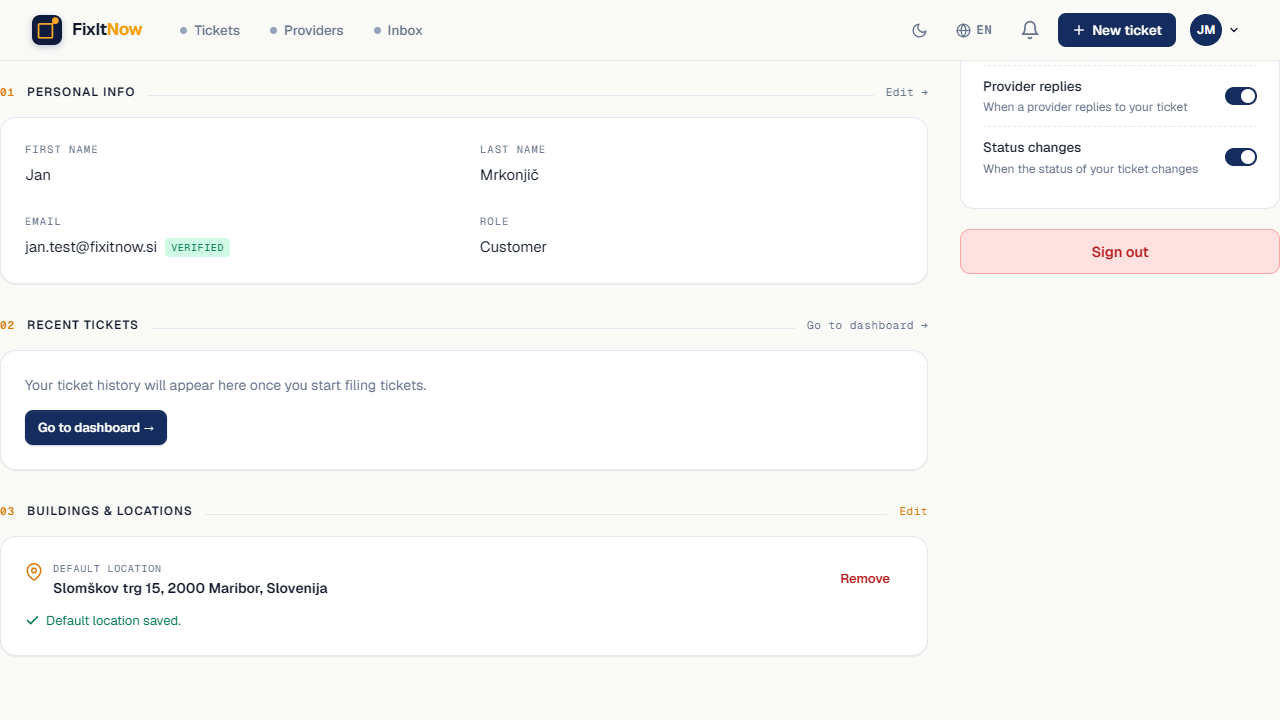 FixItNow
Tickets
Providers
Inbox
EN
+ New ticket
JM
01 PERSONAL INFO
Edit →
FIRST NAME
Jan
LAST NAME
Mrkonjič
EMAIL
jan.test@fixitnow.si VERIFIED
ROLE
Customer
02 RECENT TICKETS
Go to dashboard →
Your ticket history will appear here once you start filing tickets.
Go to dashboard →
03 BUILDINGS & LOCATIONS
Edit
DEFAULT LOCATION
Slomškov trg 15, 2000 Maribor, Slovenija
Remove
Default location saved.
Provider replies
When a provider replies to your ticket
Status changes
When the status of your ticket changes
Sign out